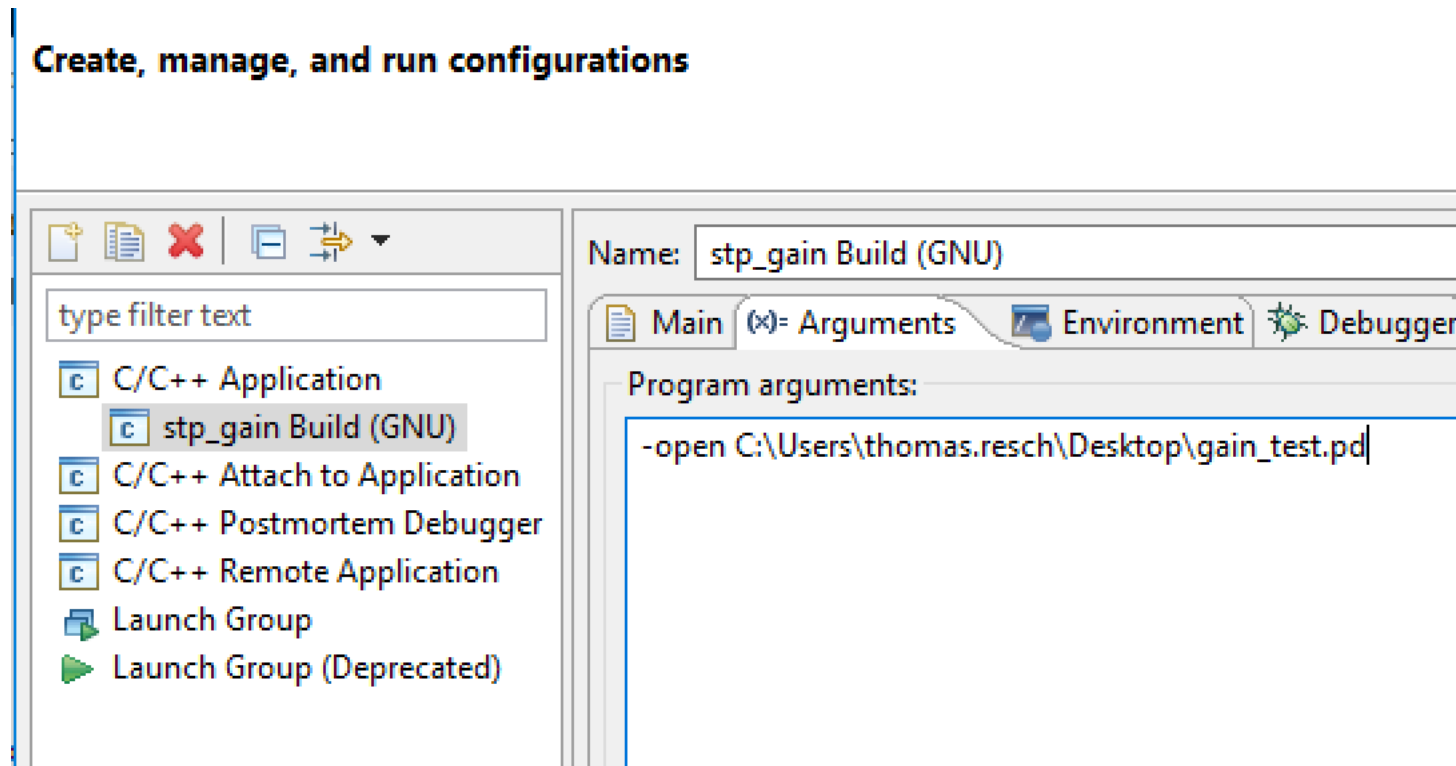 Create, manage, and run configurations
type filter text
C/C++ Application
stp_gain Build (GNU)
C/C++ Attach to Application
C/C++ Postmortem Debugger
C/C++ Remote Application
Launch Group
Launch Group (Deprecated)
Name: stp_gain Build (GNU)
Main (x)= Arguments Environment Debugger
Program arguments:
-open C:\Users\thomas.resch\Desktop\gain_test.pd